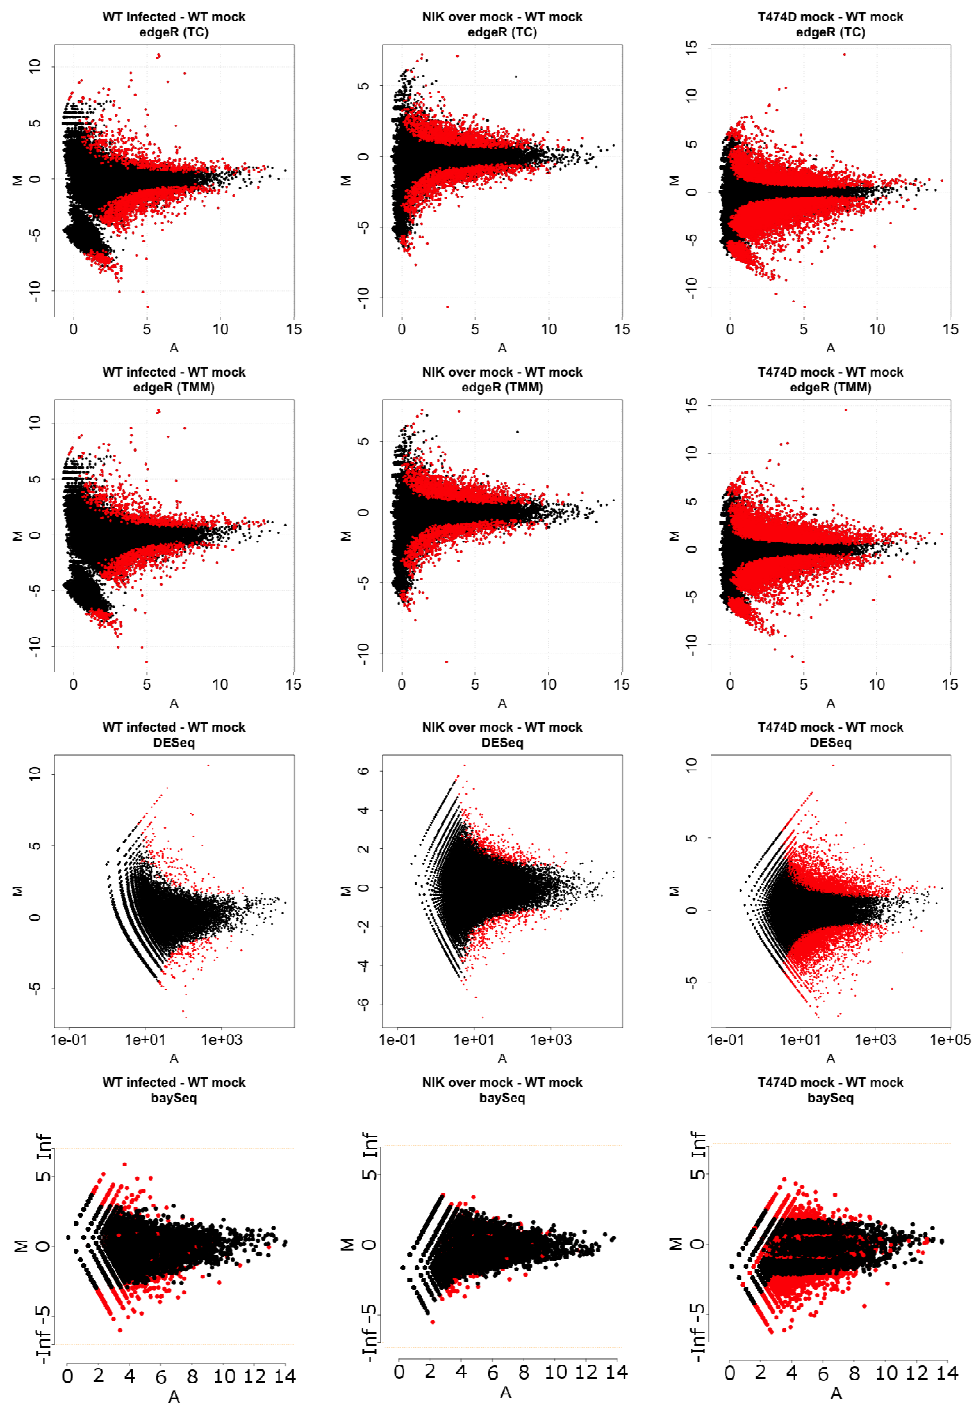 WT Infected - WT mock
edgeR (TC)
NIK over mock - WT mock
edgeR (TC)
T474D mock - WT mock
edgeR (TC)
M
10
5
0
-5
-10
0 5 10 15
A
M
5
0
-5
-10
0 5 10 15
A
M
15
10
5
0
-5
-10
0 5 10 15
A
WT infected - WT mock
edgeR (TMM)
NIK over mock - WT mock
edgeR (TMM)
T474D mock - WT mock
edgeR (TMM)
M
10
5
0
-5
-10
0 5 10 15
A
M
5
0
-5
-10
0 5 10 15
A
M
15
10
5
0
-5
-10
0 5 10 15
A
WT infected - WT mock
DESeq
NIK over mock - WT mock
DESeq
T474D mock - WT mock
DESeq
M
10
5
0
-5
1e-01 1e+01 1e+03
A
M
6
4
2
0
-2
-4
-6
1e-01 1e+01 1e+03
A
M
10
5
0
-5
1e-01 1e+01 1e+03 1e+05
A
WT infected - WT mock
baySeq
NIK over mock - WT mock
baySeq
T474D mock - WT mock
baySeq
M
Inf
5
0
-5
-Inf
0 2 4 6 8 10 12 14
A
M
Inf
5
0
-5
-Inf
0 2 4 6 8 10 12 14
A
M
Inf
5
0
-5
-Inf
0 2 4 6 8 10 12 14
A